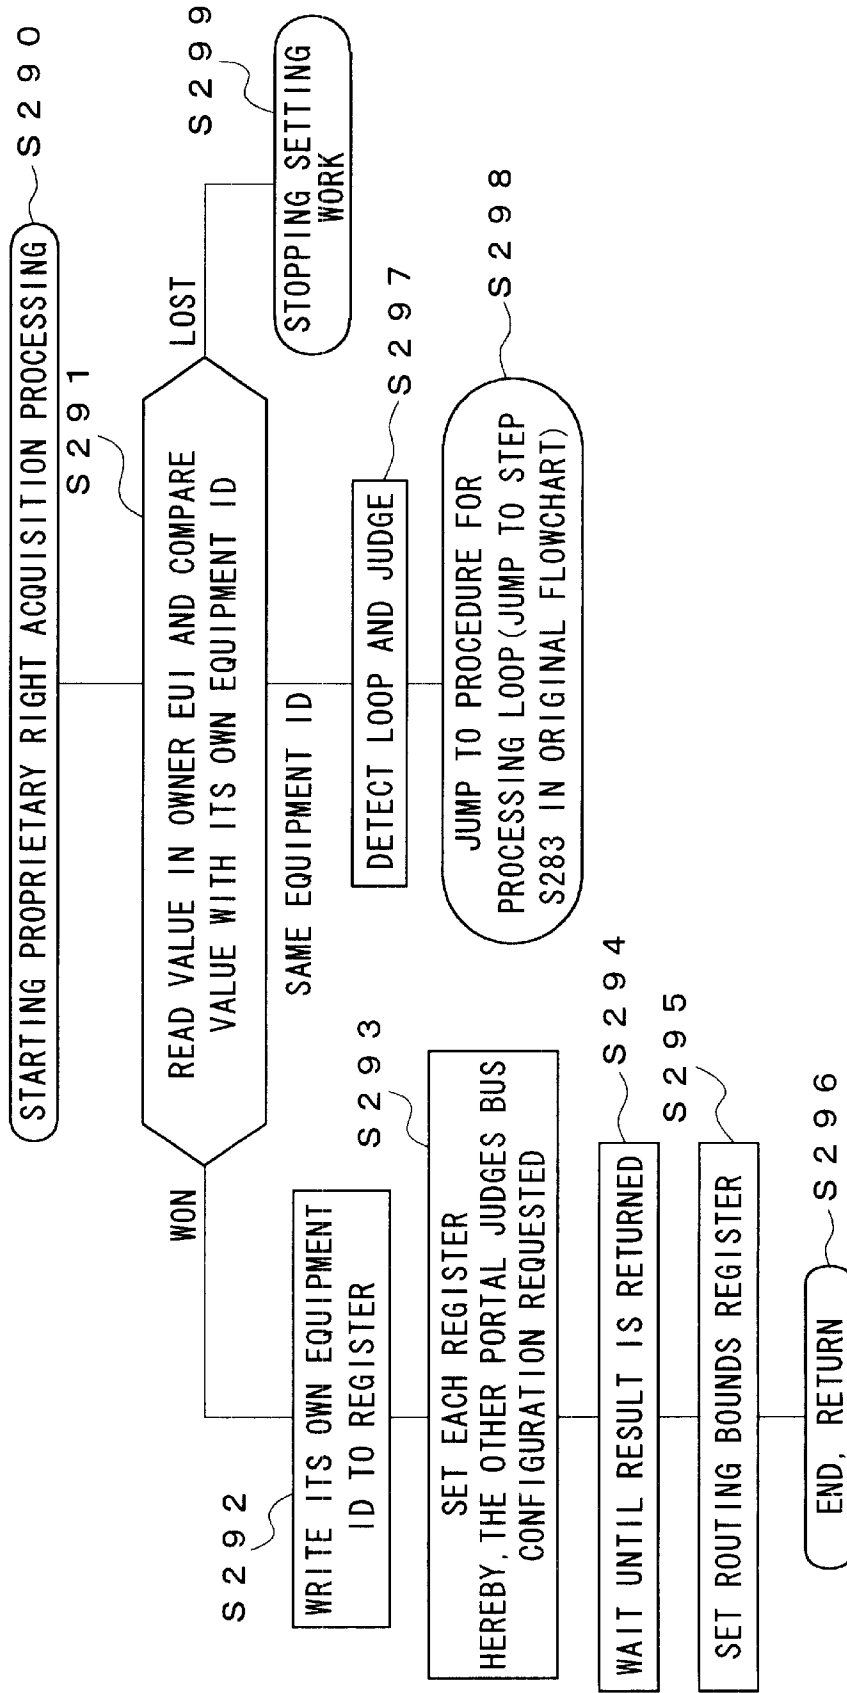 STARTING PROPRIETARY RIGHT ACQUISITION PROCESSING
S290
S291
READ VALUE IN OWNER EUI AND COMPARE
VALUE WITH ITS OWN EQUIPMENT ID
WON
LOST
SAME EQUIPMENT ID
S292
WRITE ITS OWN EQUIPMENT
ID TO REGISTER
S293
SET EACH REGISTER
HEREBY, THE OTHER PORTAL JUDGES BUS
CONFIGURATION REQUESTED
S294
WAIT UNTIL RESULT IS RETURNED
S295
SET ROUTING BOUNDS REGISTER
S296
END, RETURN
S297
DETECT LOOP AND JUDGE
S298
JUMP TO PROCEDURE FOR
PROCESSING LOOP(JUMP TO STEP
S283 IN ORIGINAL FLOWCHART)
S299
STOPPING SETTING
WORK